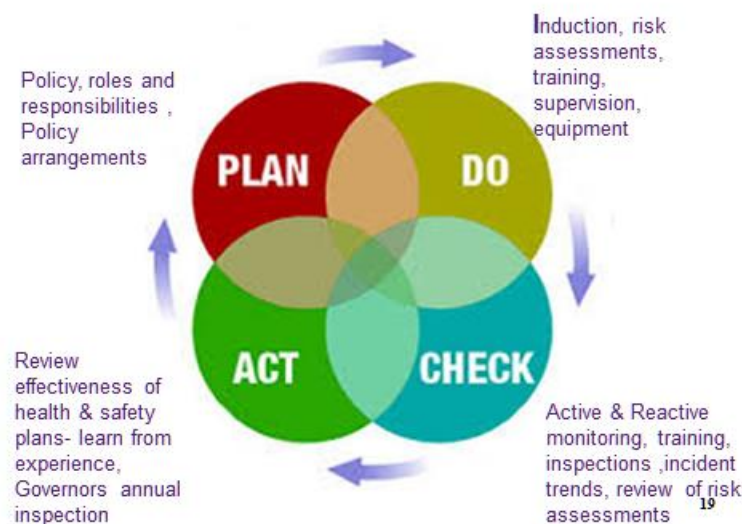 Policy, roles and
responsibilities ,
Policy
arrangements
Induction, risk
assessments,
training,
supervision,
equipment
PLAN
DO
ACT
CHECK
Review
effectiveness of
health & safety
plans- learn from
experience,
Governors annual
inspection
Active & Reactive
monitoring, training,
inspections ,incident
trends, review of risk
assessments
19